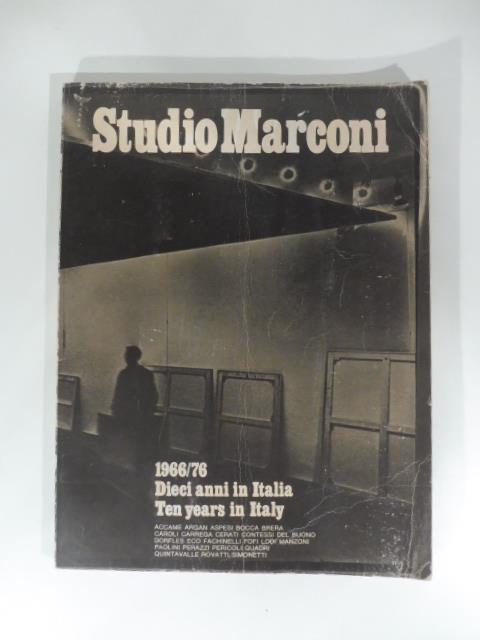 Studio Marconi
1966/76
Dieci anni in Italia
Ten years in Italy
ACCAME ARGAN ASPESI BOCCA BRERA
CAROLI CARREGA CERATI CONTESSI DEL BUONO
DORFLES ECO FACHINELLI FOFI LODI MANZONI
PAOLINI PERAZZI PERICOLI QUADRI
QUINTAVALLE ROVATTI SIMONETTI